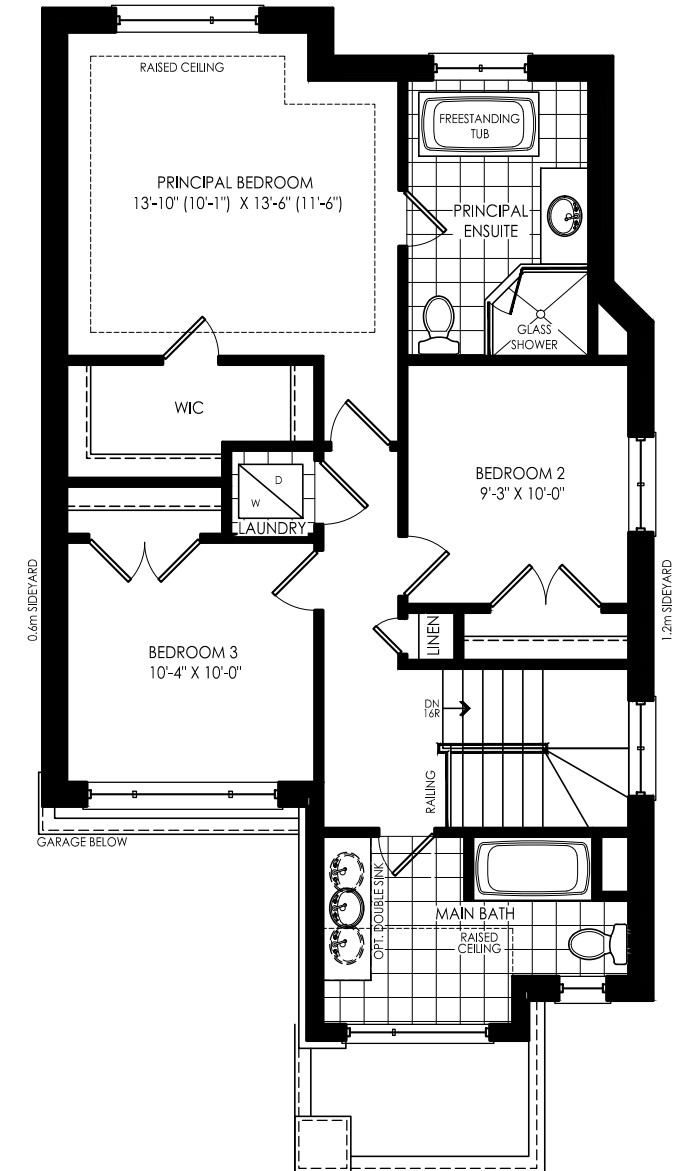 RAISED CEILING
PRINCIPAL BEDROOM
13'-10" (10'-1") X 13'-6" (11'-6")
FREESTANDING
TUB
PRINCIPAL
ENSUITE
GLASS
SHOWER
WIC
D
W
LAUNDRY
BEDROOM 2
9'-3" X 10'-0"
0.6m SIDEYARD
1.2m SIDEYARD
BEDROOM 3
10'-4" X 10'-0"
LINEN
DN
16R
RAILING
GARAGE BELOW
OPT. DOUBLE SINK
MAIN BATH
RAISED
CEILING